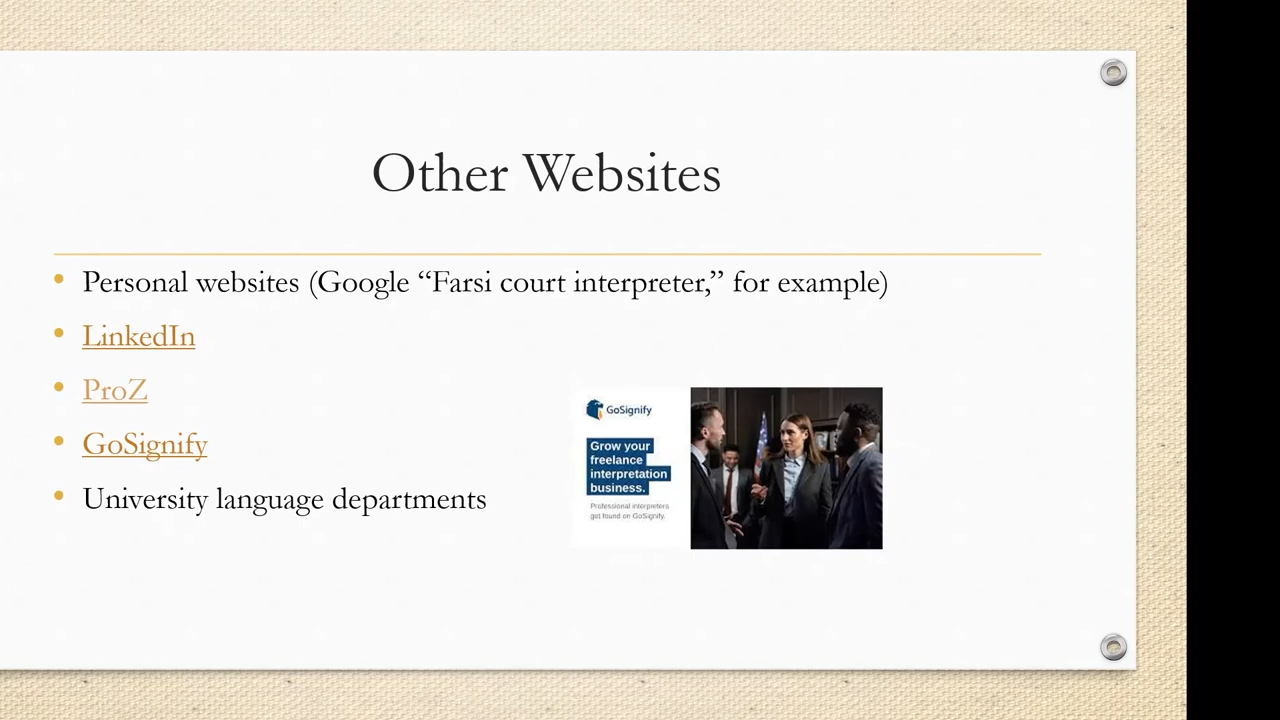 Other Websites
Personal websites (Google “Farsi court interpreter,” for example)
LinkedIn
ProZ
GoSignify
University language departments
GoSignify
Grow your
freelance
interpretation
business.
Professional interpreters
get found on GoSignify.